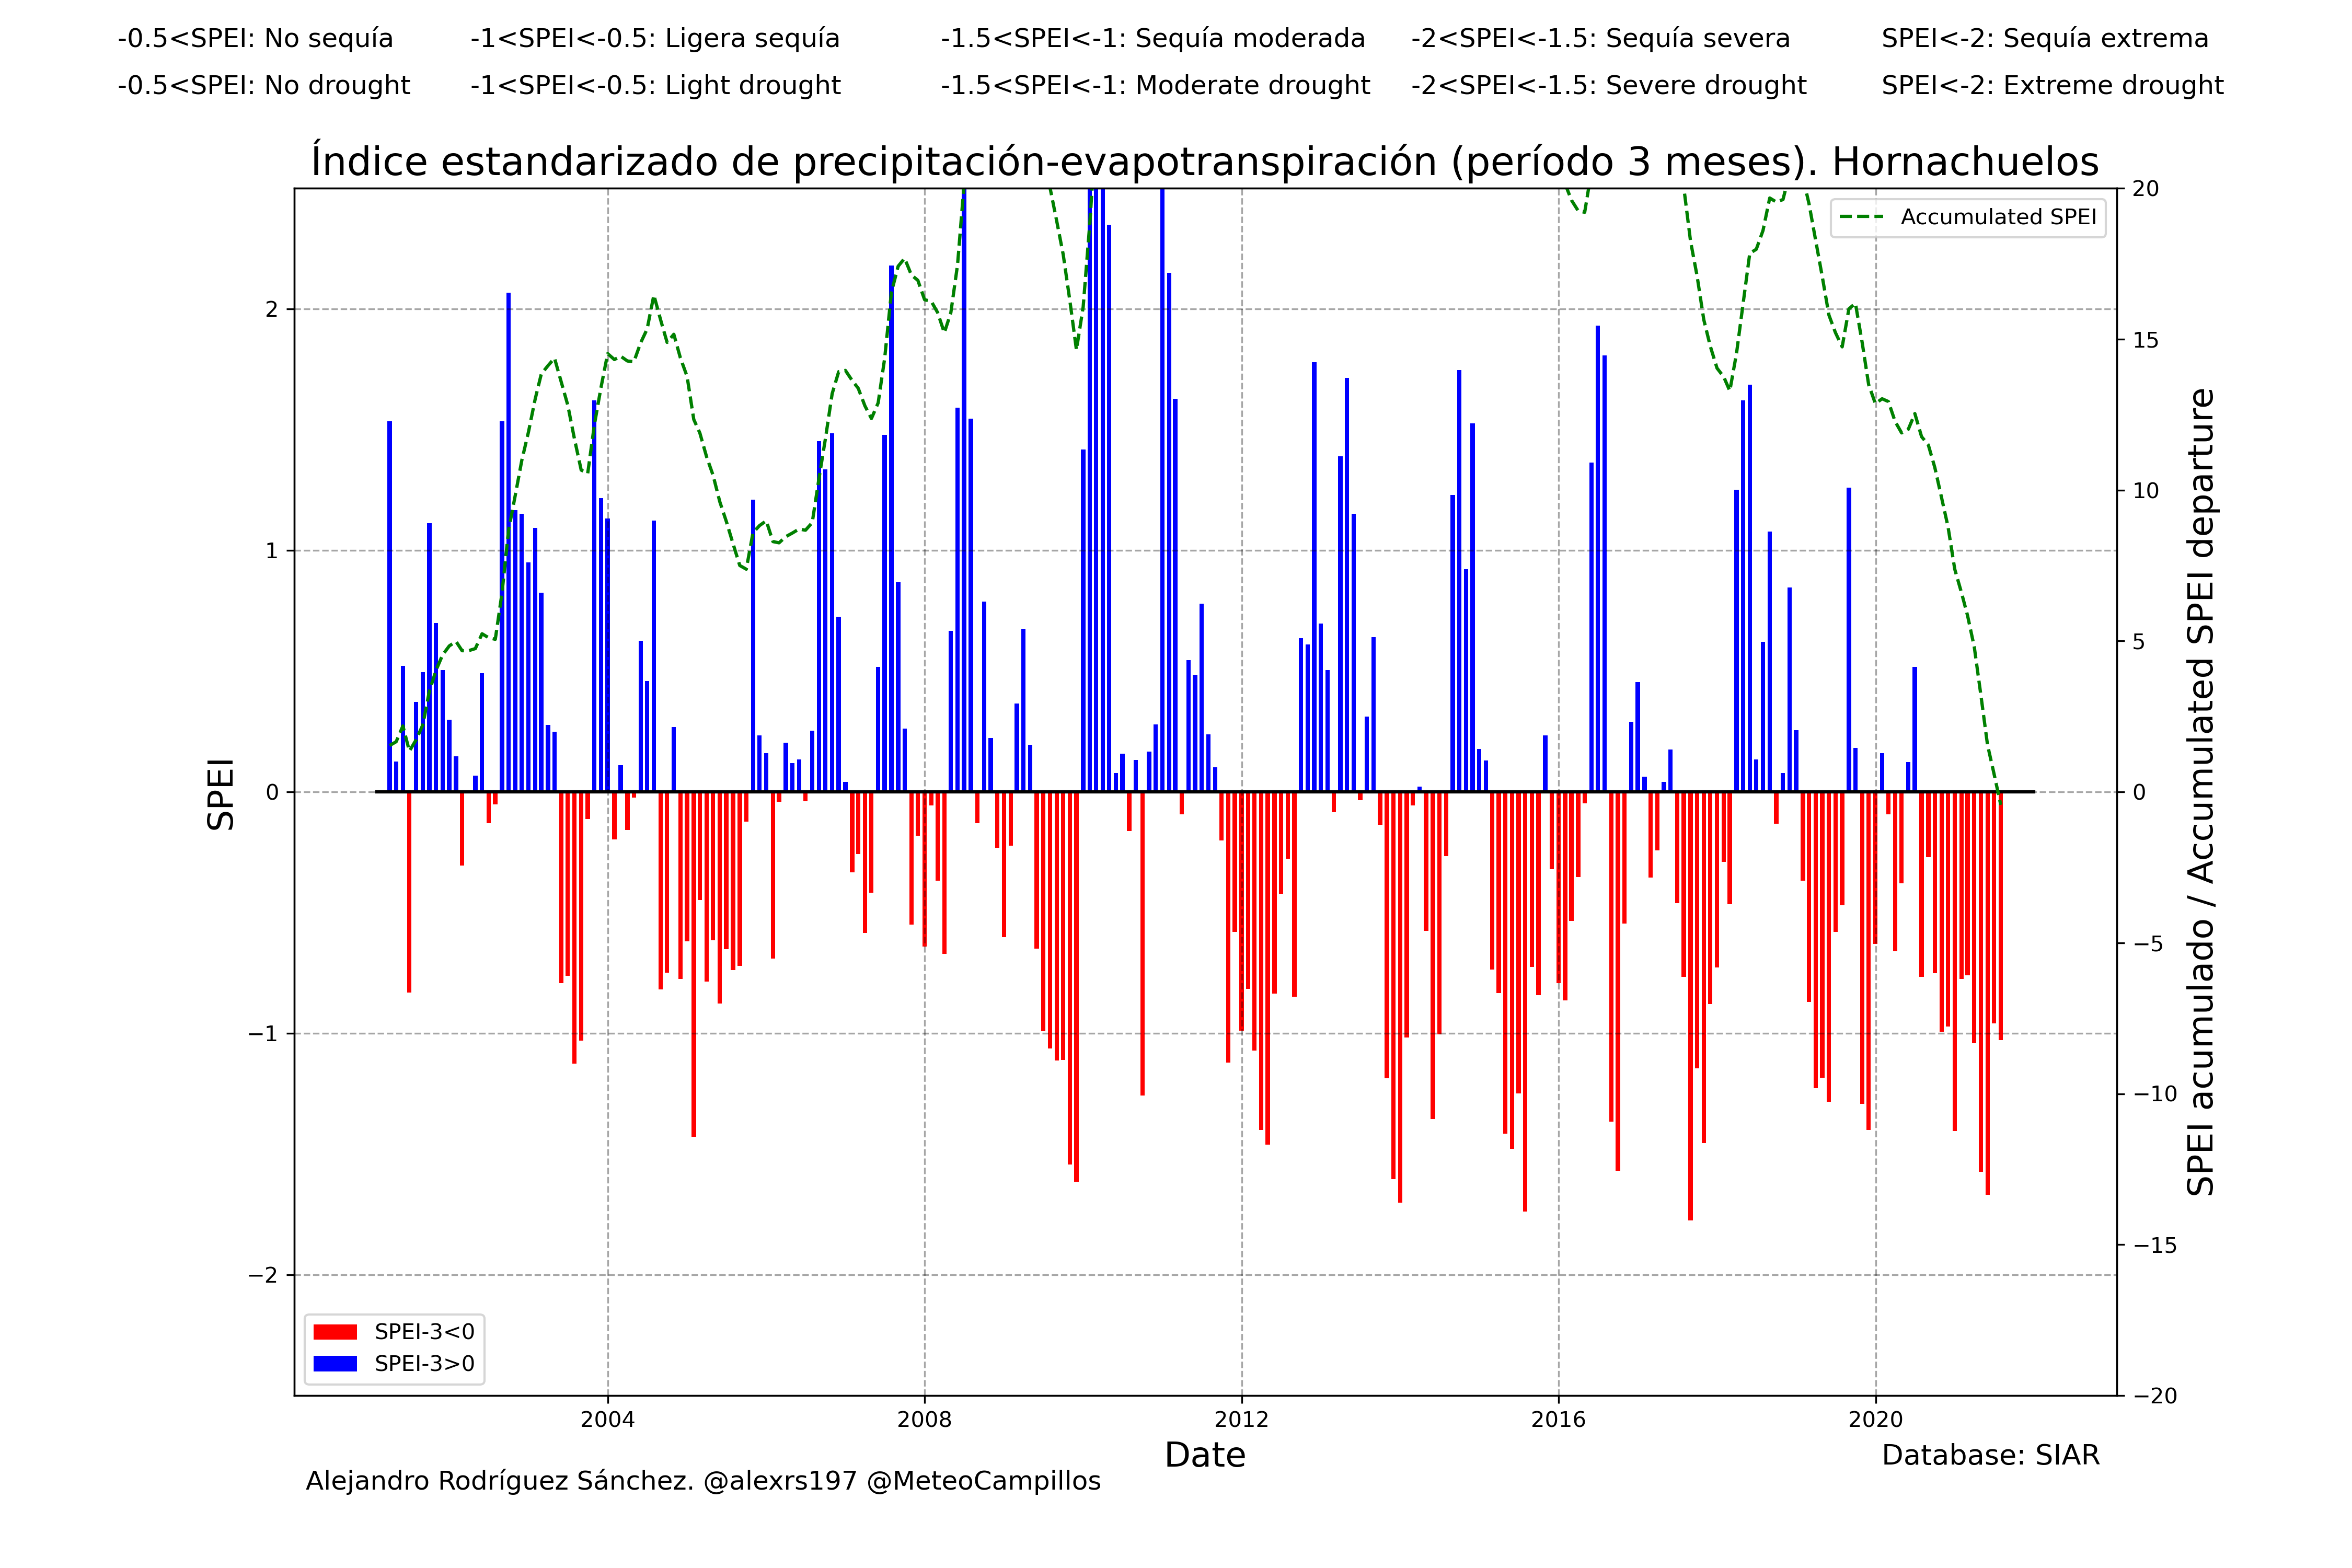 -0.5<SPEI: No sequía -1<SPEI<-0.5: Ligera sequía -1.5<SPEI<-1: Sequía moderada -2<SPEI<-1.5: Sequía severa SPEI<-2: Sequía extrema
-0.5<SPEI: No drought -1<SPEI<-0.5: Light drought -1.5<SPEI<-1: Moderate drought -2<SPEI<-1.5: Severe drought SPEI<-2: Extreme drought
Índice estandarizado de precipitación-evapotranspiración (período 3 meses). Hornachuelos
Accumulated SPEI
SPEI
2
1
0
−1
−2
20
15
10
5
0
−5
−10
−15
−20
SPEI acumulado / Accumulated SPEI departure
SPEI-3<0
SPEI-3>0
2004 2008 2012 2016 2020
Date
Database: SIAR
Alejandro Rodríguez Sánchez. @alexrs197 @MeteoCampillos